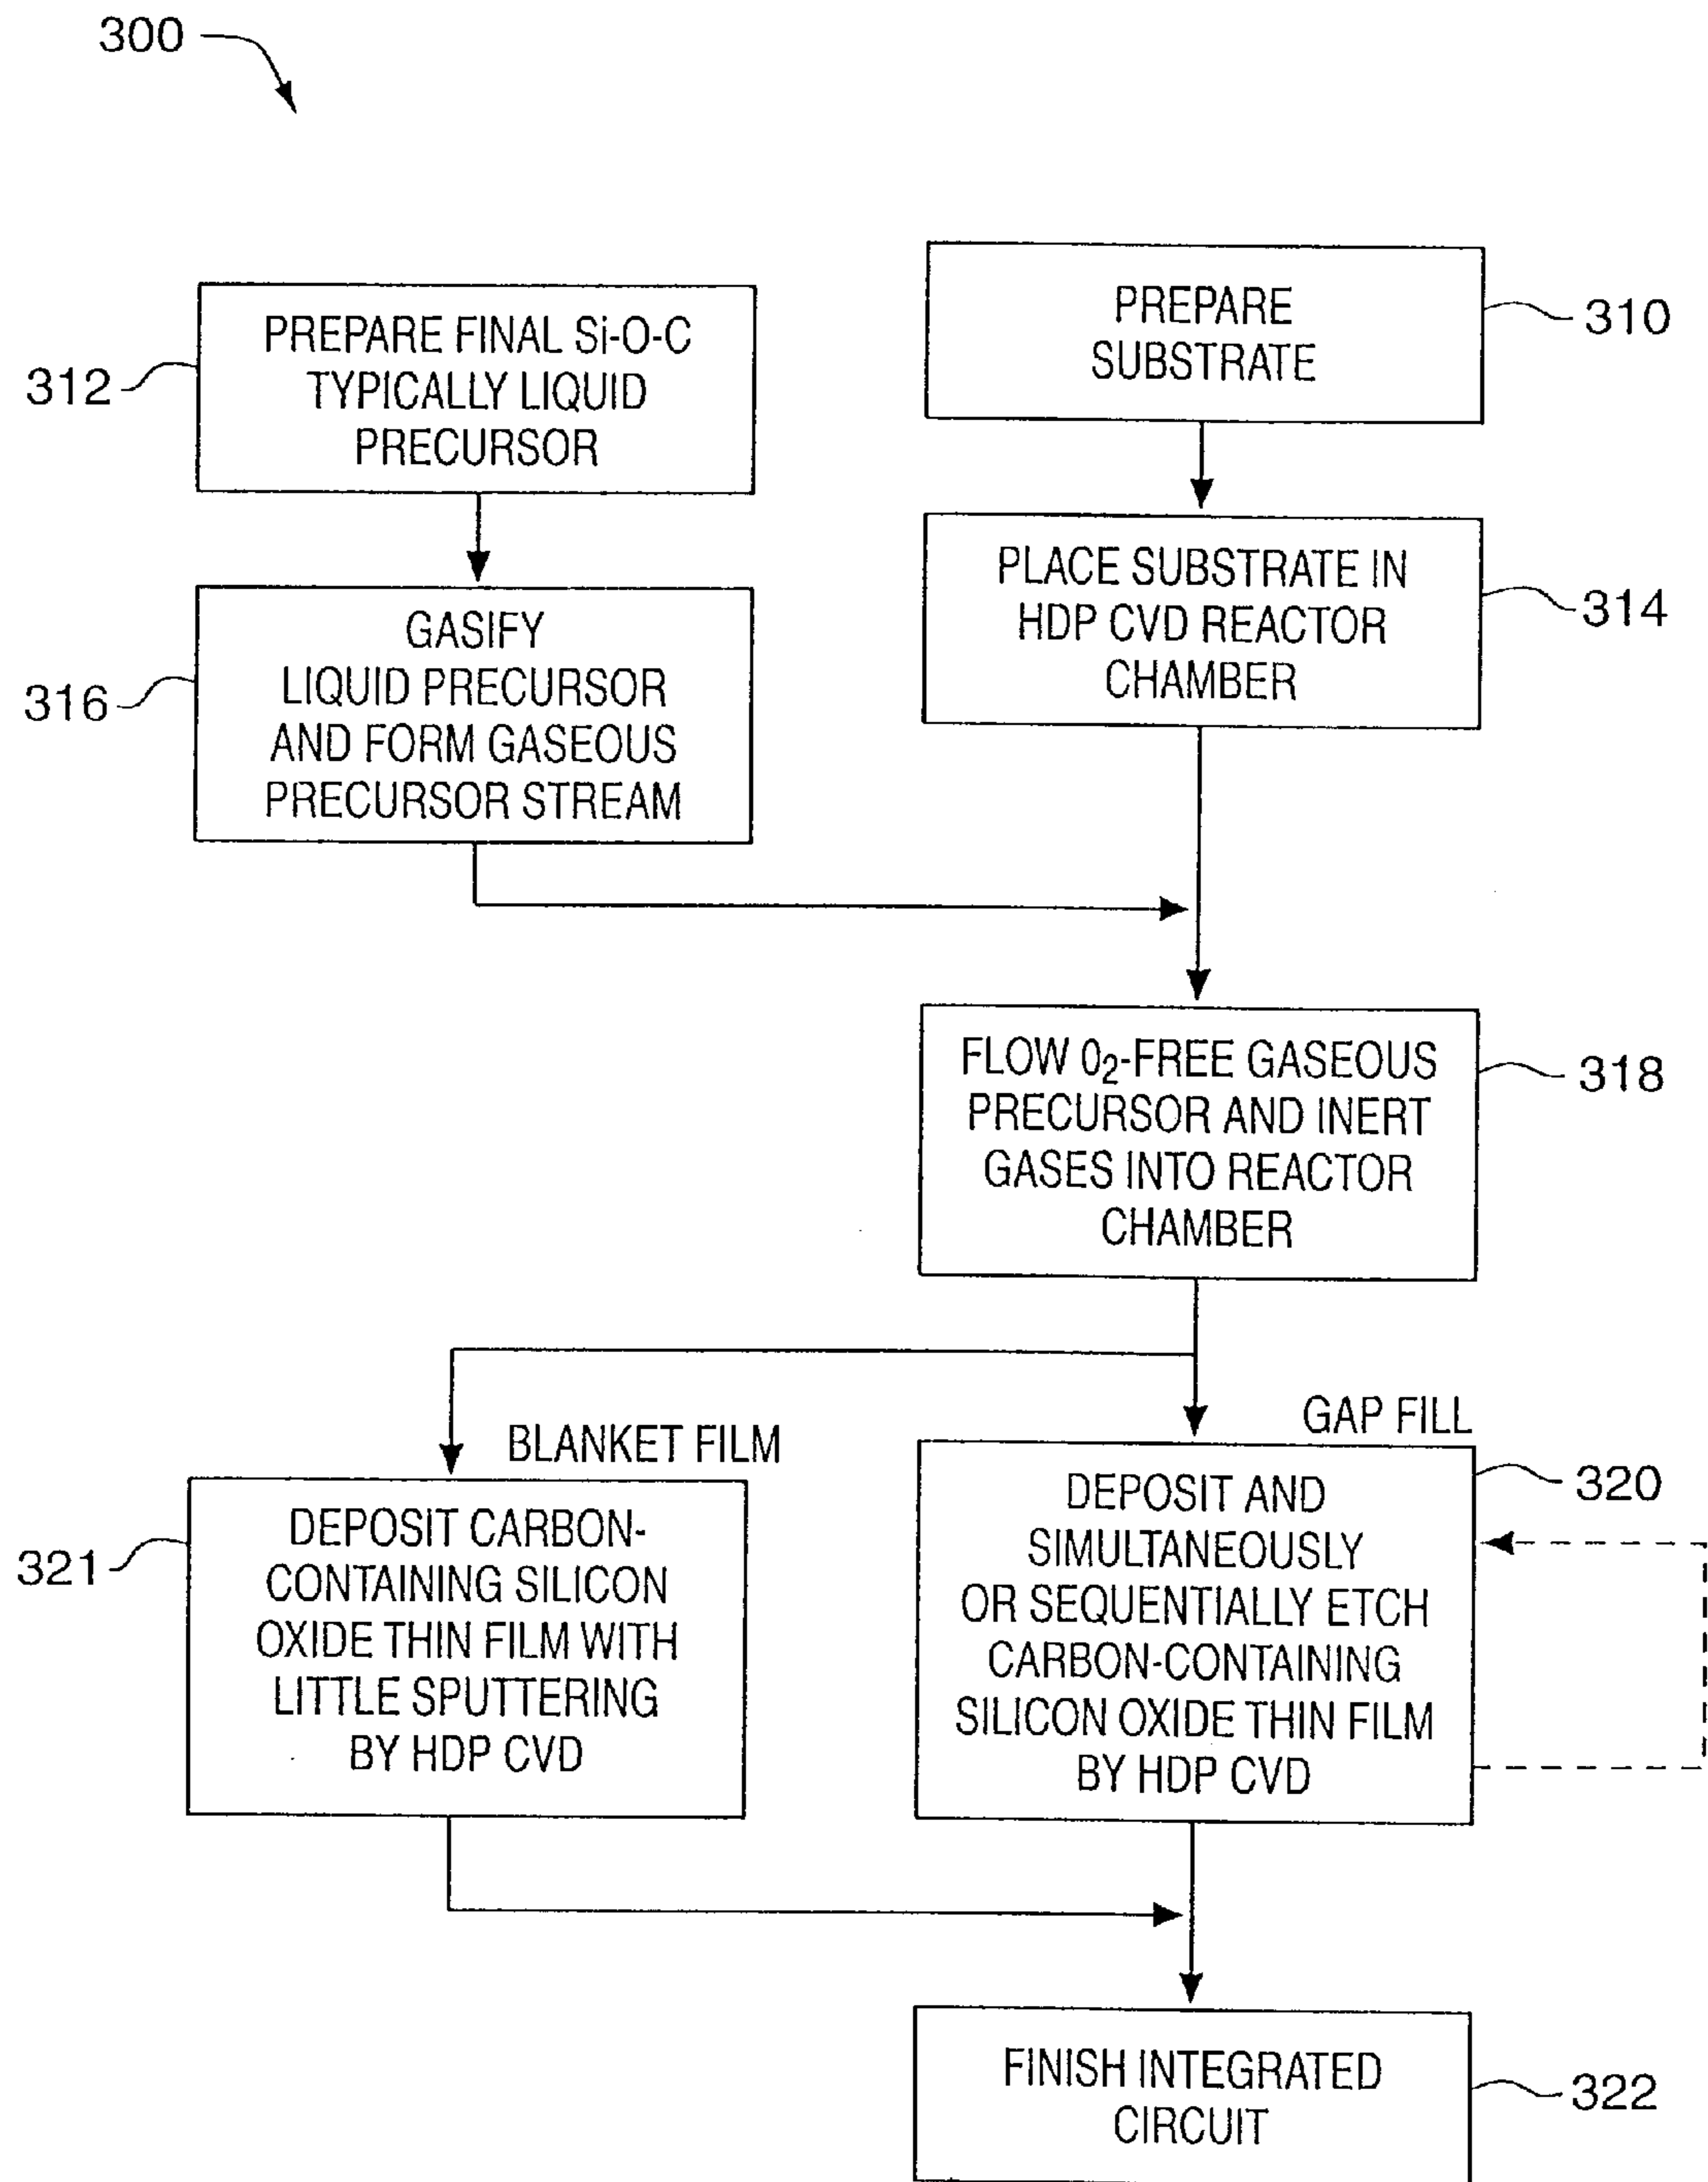 300
312
PREPARE FINAL Si-O-C
TYPICALLY LIQUID
PRECURSOR
PREPARE
SUBSTRATE
310
316
GASIFY
LIQUID PRECURSOR
AND FORM GASEOUS
PRECURSOR STREAM
PLACE SUBSTRATE IN
HDP CVD REACTOR
CHAMBER
314
FLOW O2-FREE GASEOUS
PRECURSOR AND INERT
GASES INTO REACTOR
CHAMBER
318
BLANKET FILM
321
DEPOSIT CARBON-
CONTAINING SILICON
OXIDE THIN FILM WITH
LITTLE SPUTTERING
BY HDP CVD
GAP FILL
DEPOSIT AND
SIMULTANEOUSLY
OR SEQUENTIALLY ETCH
CARBON-CONTAINING
SILICON OXIDE THIN FILM
BY HDP CVD
320
FINISH INTEGRATED
CIRCUIT
322